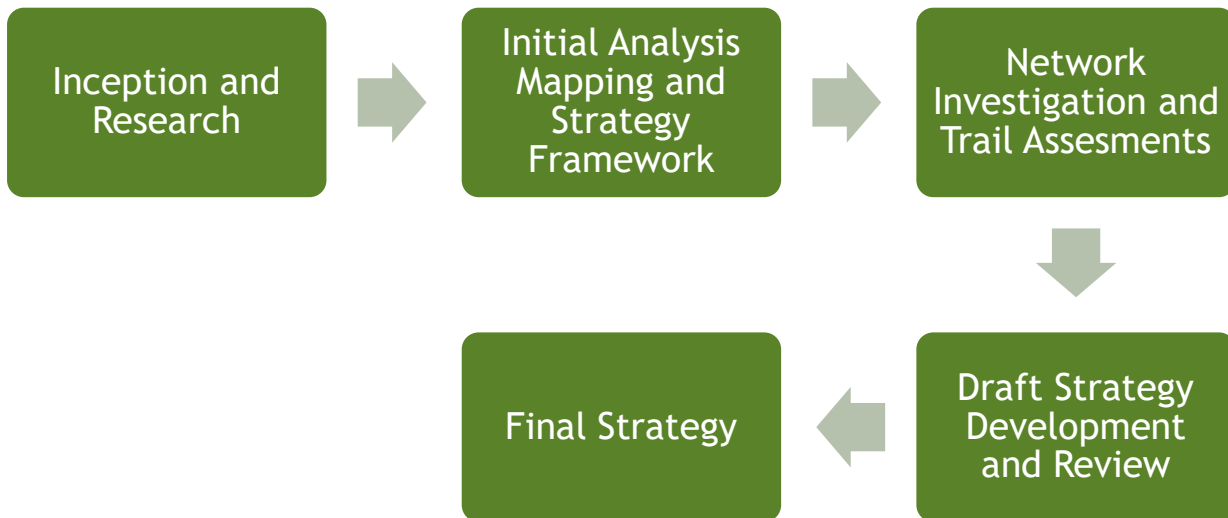 Inception and
Research
Initial Analysis
Mapping and
Strategy
Framework
Network
Investigation and
Trail Assesments
Draft Strategy
Development
and Review
Final Strategy